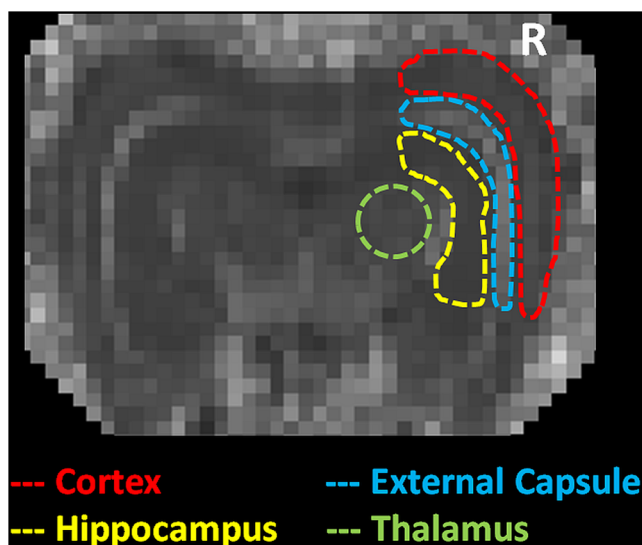 R
--- Cortex --- External Capsule
--- Hippocampus --- Thalamus